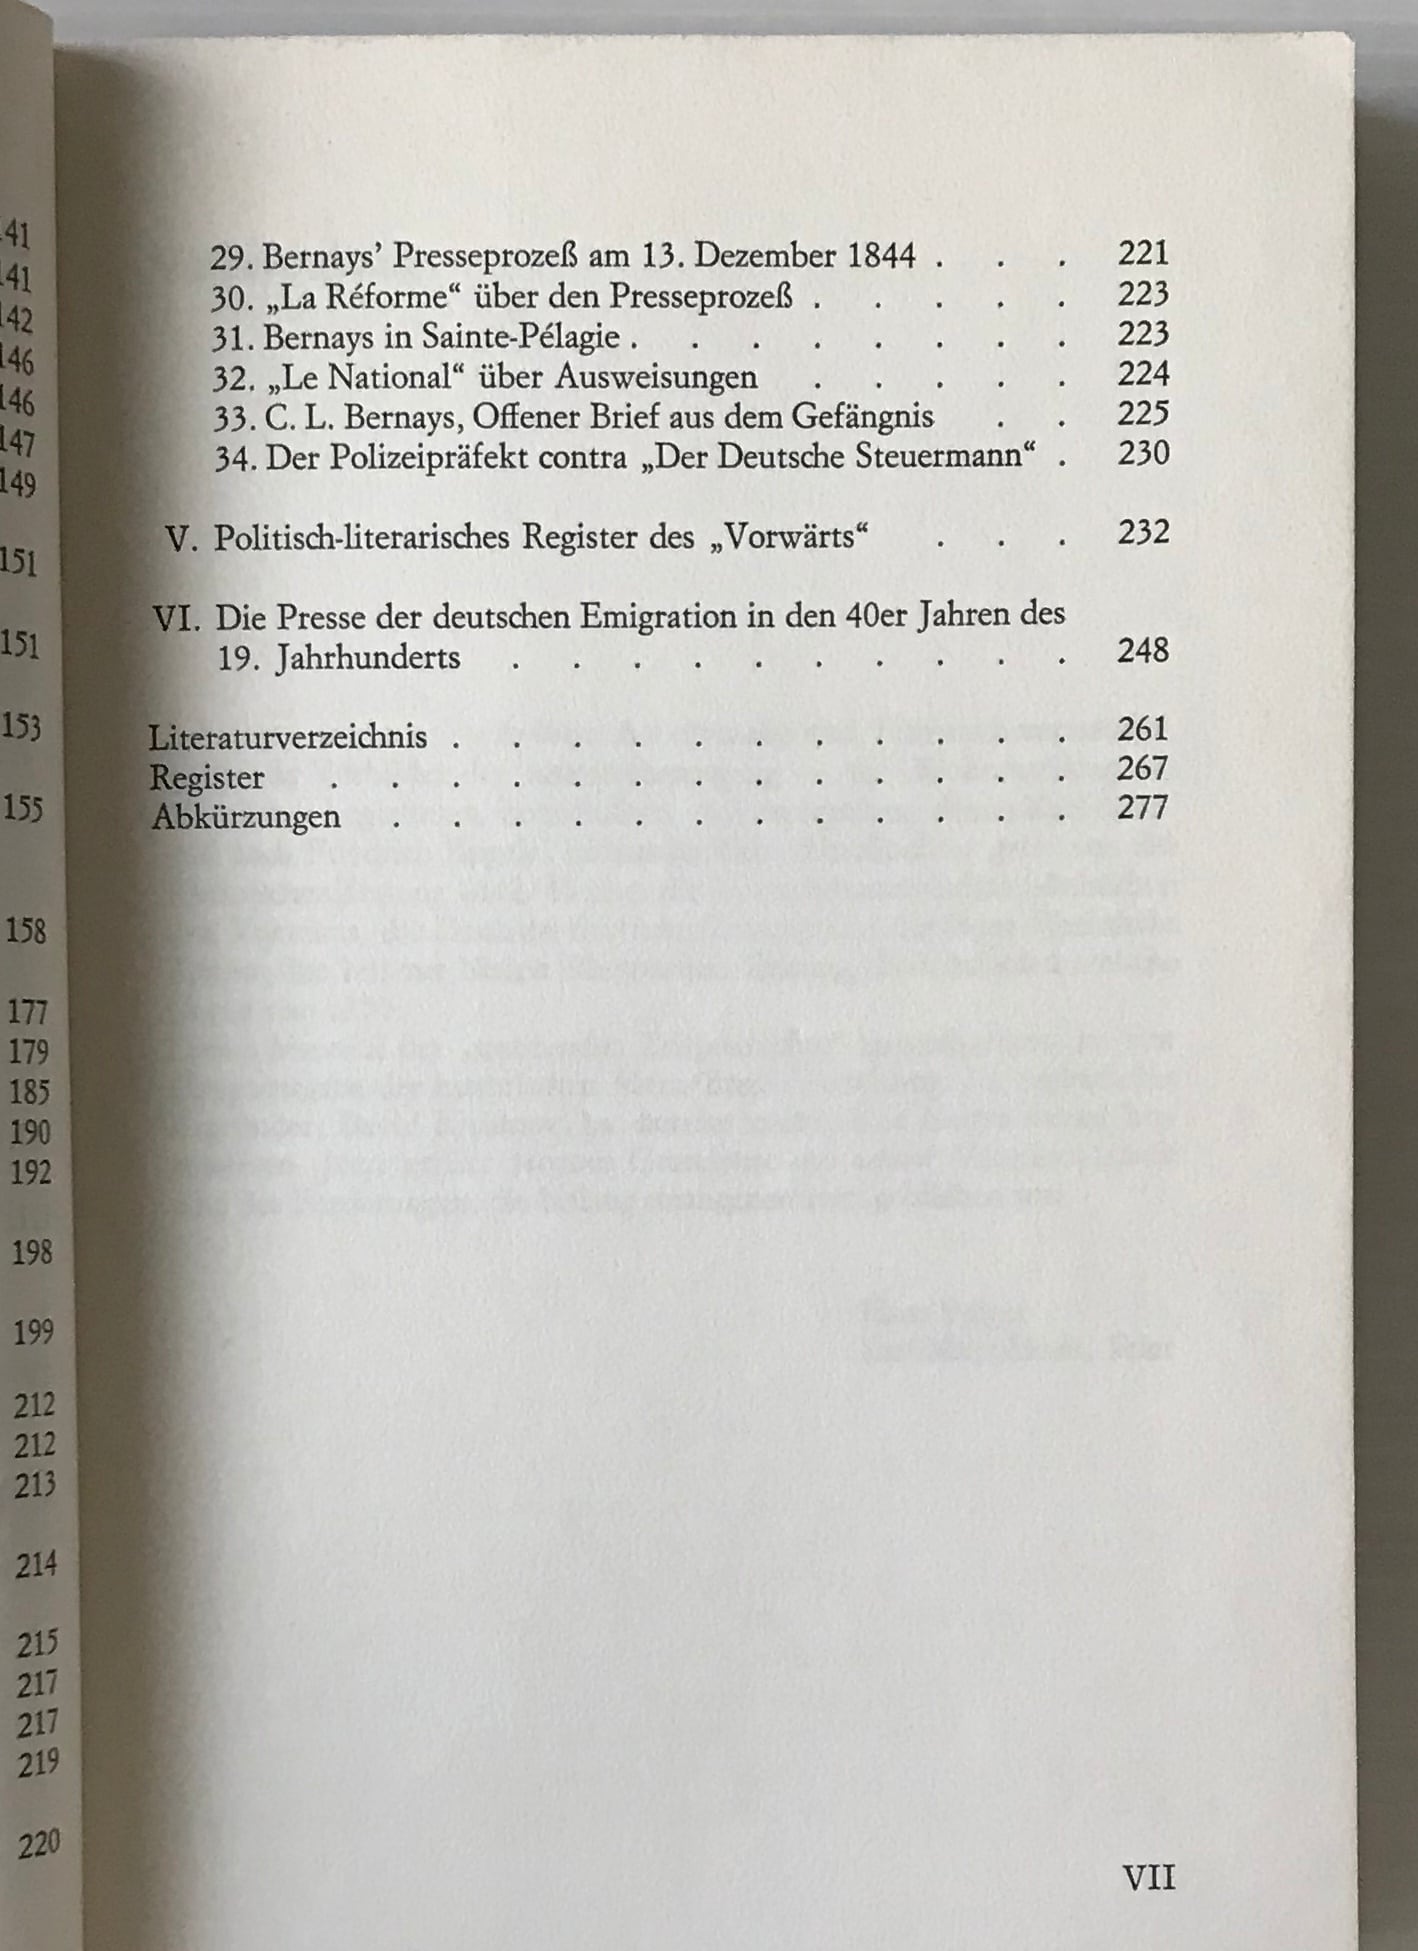 141
141
142
146
146
147
149
151
151
153
155
158
177
179
185
190
192
198
199
212
212
213
214
215
217
217
219
220
29. Bernays’ Presseprozeß am 13. Dezember 1844 . . . 221
30. „La Réforme“ über den Presseprozeß . . . . . 223
31. Bernays in Sainte-Pélagie . . . . . . . . 223
32. „Le National“ über Ausweisungen . . . . . 224
33. C. L. Bernays, Offener Brief aus dem Gefängnis . . 225
34. Der Polizeipräfekt contra „Der Deutsche Steuermann“ . 230
V. Politisch-literarisches Register des „Vorwärts“ . . . 232
VI. Die Presse der deutschen Emigration in den 40er Jahren des
19. Jahrhunderts . . . . . . . . . . 248
Literaturverzeichnis . . . . . . . . . . . 261
Register . . . . . . . . . . . . . 267
Abkürzungen . . . . . . . . . . . . 277
VII